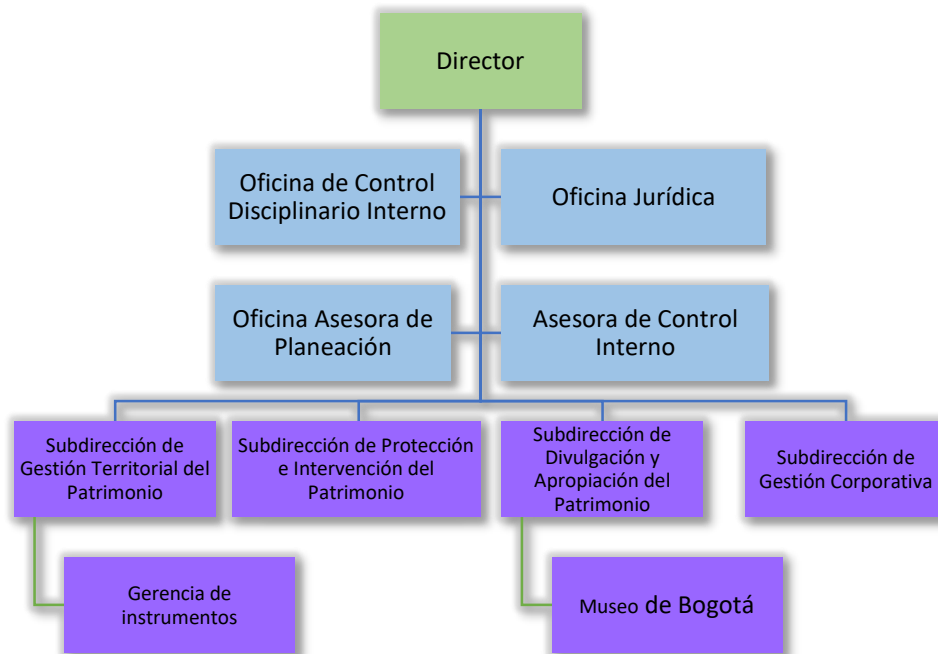 Director
Oficina de Control
Disciplinario Interno
Oficina Jurídica
Oficina Asesora de
Planeación
Asesora de Control
Interno
Subdirección de
Gestión Territorial del
Patrimonio
Subdirección de Protección
e Intervención del
Patrimonio
Subdirección de
Divulgación y
Apropiación del
Patrimonio
Subdirección de
Gestión Corporativa
Gerencia de
instrumentos
Museo de Bogotá